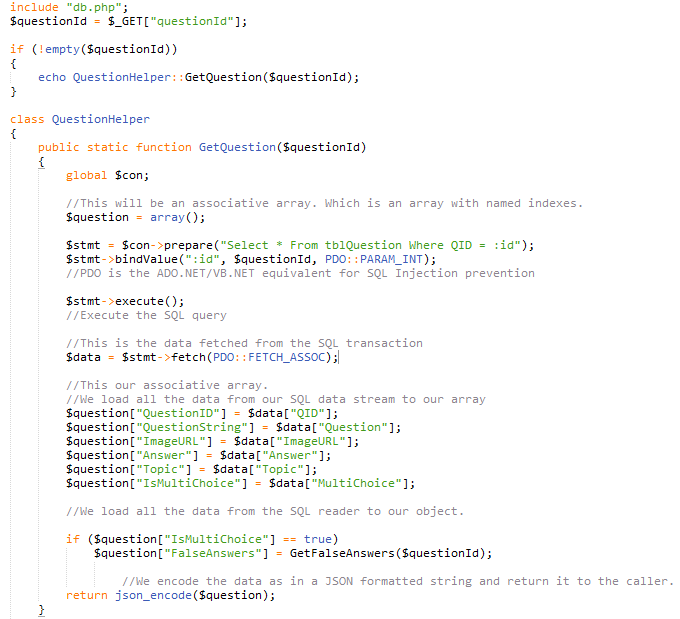 include "db.php";
$questionId = $_GET["questionId"];
if (!empty($questionId))
{
echo QuestionHelper::GetQuestion($questionId);
}
class QuestionHelper
{
public static function GetQuestion($questionId)
{
global $con;
//This will be an associative array. Which is an array with named indexes.
$question = array();
$stmt = $con->prepare("Select * From tblQuestion Where QID = :id");
$stmt->bindValue(":id", $questionId, PDO::PARAM_INT);
//PDO is the ADO.NET/VB.NET equivalent for SQL Injection prevention
$stmt->execute();
//Execute the SQL query
//This is the data fetched from the SQL transaction
$data = $stmt->fetch(PDO::FETCH_ASSOC);
//This our associative array.
//We load all the data from our SQL data stream to our array
$question["QuestionID"] = $data["QID"];
$question["QuestionString"] = $data["Question"];
$question["ImageURL"] = $data["ImageURL"];
$question["Answer"] = $data["Answer"];
$question["Topic"] = $data["Topic"];
$question["IsMultiChoice"] = $data["MultiChoice"];
//We load all the data from the SQL reader to our object.
if ($question["IsMultiChoice"] == true)
$question["FalseAnswers"] = GetFalseAnswers($questionId);
//We encode the data as in a JSON formatted string and return it to the caller.
return json_encode($question);
}